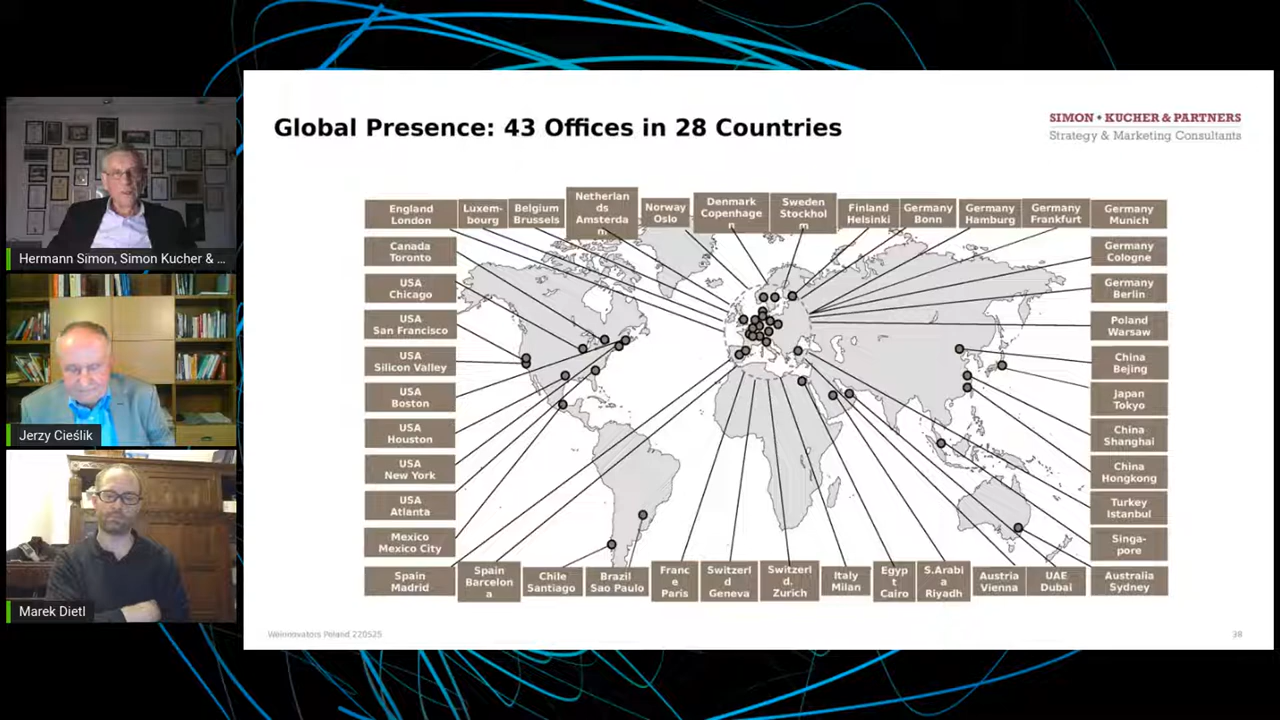 Global Presence: 43 Offices in 28 Countries
SIMON • KUCHER & PARTNERS
Strategy & Marketing Consultants
England
London
Luxem-
bourg
Belgium
Brussels
Netherlan
ds
Amsterda
m
Norway
Oslo
Denmark
Copenhage
n
Sweden
Stockhol
m
Finland
Helsinki
Germany
Bonn
Germany
Hamburg
Germany
Frankfurt
Germany
Munich
Canada
Toronto
USA
Chicago
USA
San Francisco
USA
Silicon Valley
USA
Boston
USA
Houston
USA
New York
USA
Atlanta
Mexico
Mexico City
Germany
Cologne
Germany
Berlin
Poland
Warsaw
China
Bejing
Japan
Tokyo
China
Shanghai
China
Hongkong
Turkey
Istanbul
Singa-
pore
Spain
Madrid
Spain
Barcelon
a
Chile
Santiago
Brazil
Sao Paulo
Franc
e
Paris
Switzerl
d
Geneva
Switzerl
d.
Zurich
Italy
Milan
Egyp
t
Cairo
S.Arabi
a
Riyadh
Austria
Vienna
UAE
Dubai
Australia
Sydney
Weinnovators Poland 220525
38
Hermann Simon, Simon Kucher & ...
Jerzy Cieślik
Marek Dietl